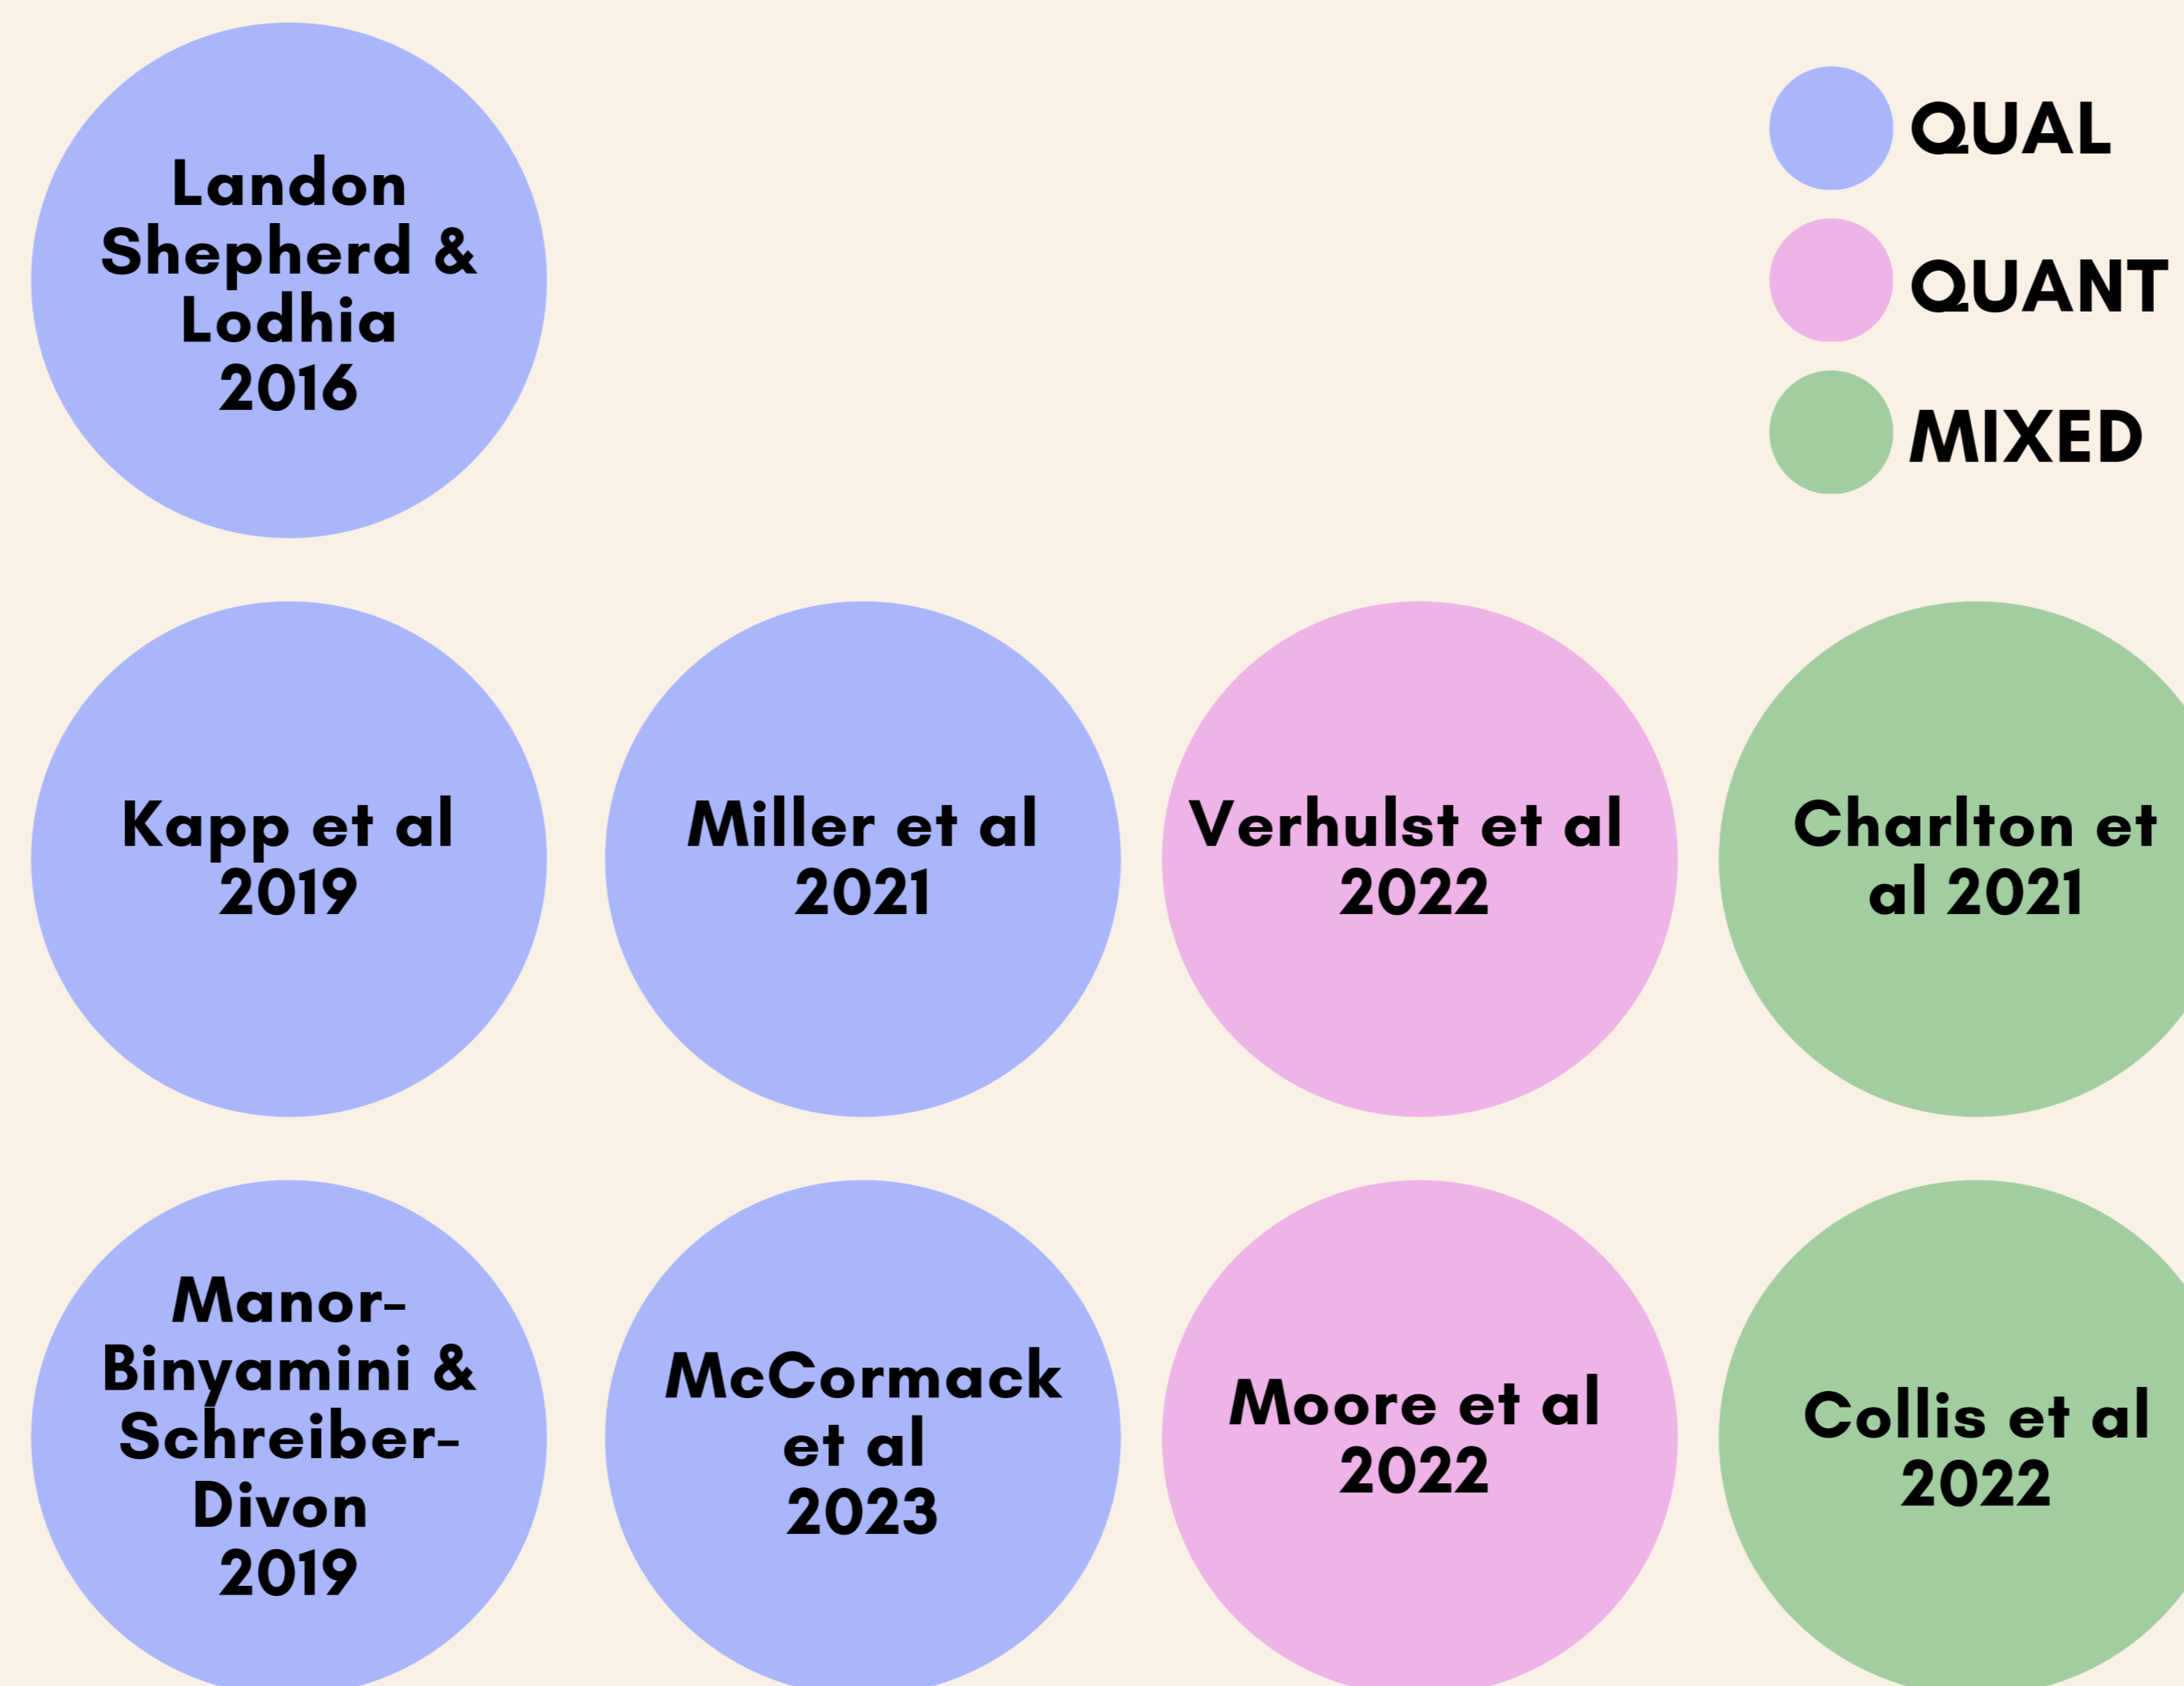 Landon
Shepherd &
Lodhia
2016
QUAL
QUANT
MIXED
Kapp et al
2019
Miller et al
2021
Verhulst et al
2022
Charlton et
al 2021
Manor-
Binyamini &
Schreiber-
Divon
2019
McCormack
et al
2023
Moore et al
2022
Collis et al
2022